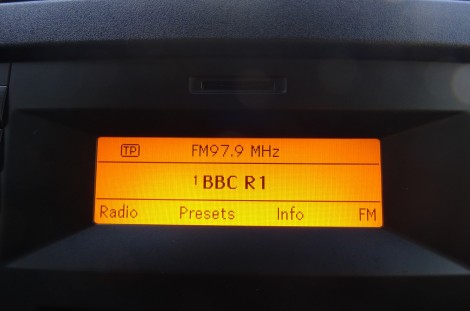 TP FM97.9 MHz
1 BBC R1
Radio Presets Info FM